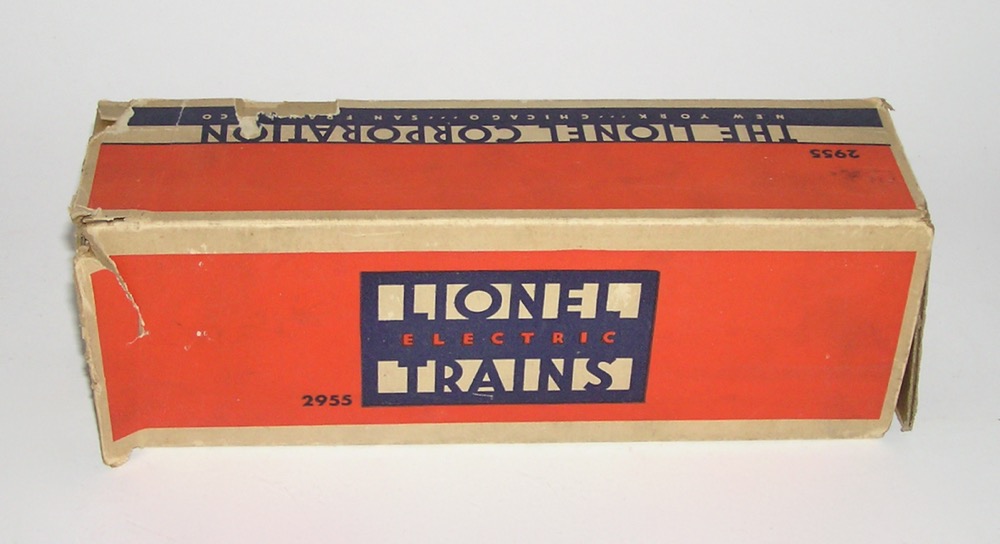 NEW YORK···CHICAGO···SAN FRANCISCO
THE LIONEL CORPORATION
2955
LIONEL
ELECTRIC
TRAINS
2955